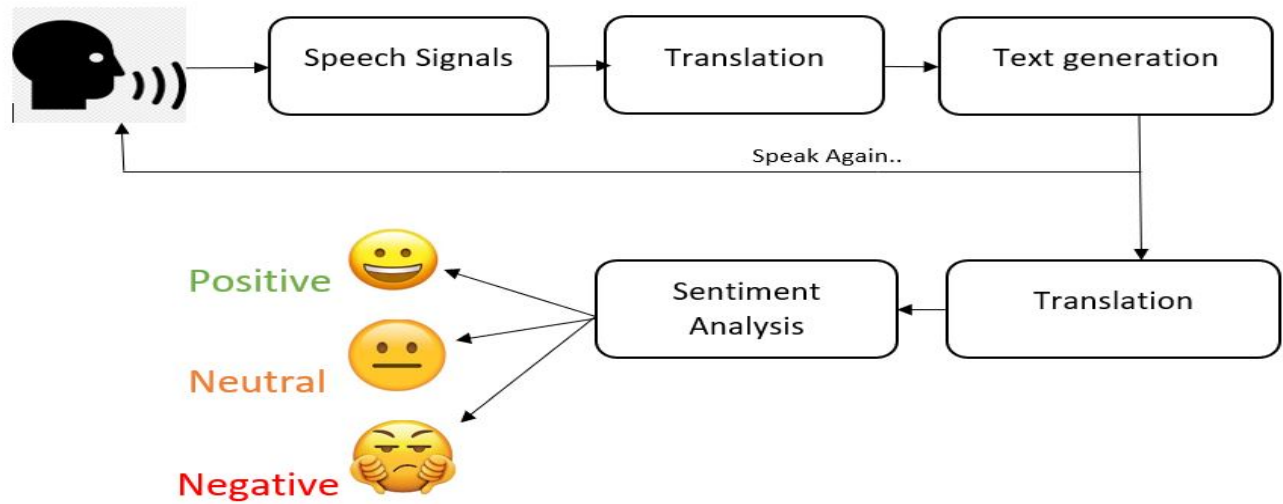 Speech Signals
Translation
Text generation
Speak Again..
Translation
Sentiment
Analysis
Positive
Neutral
Negative